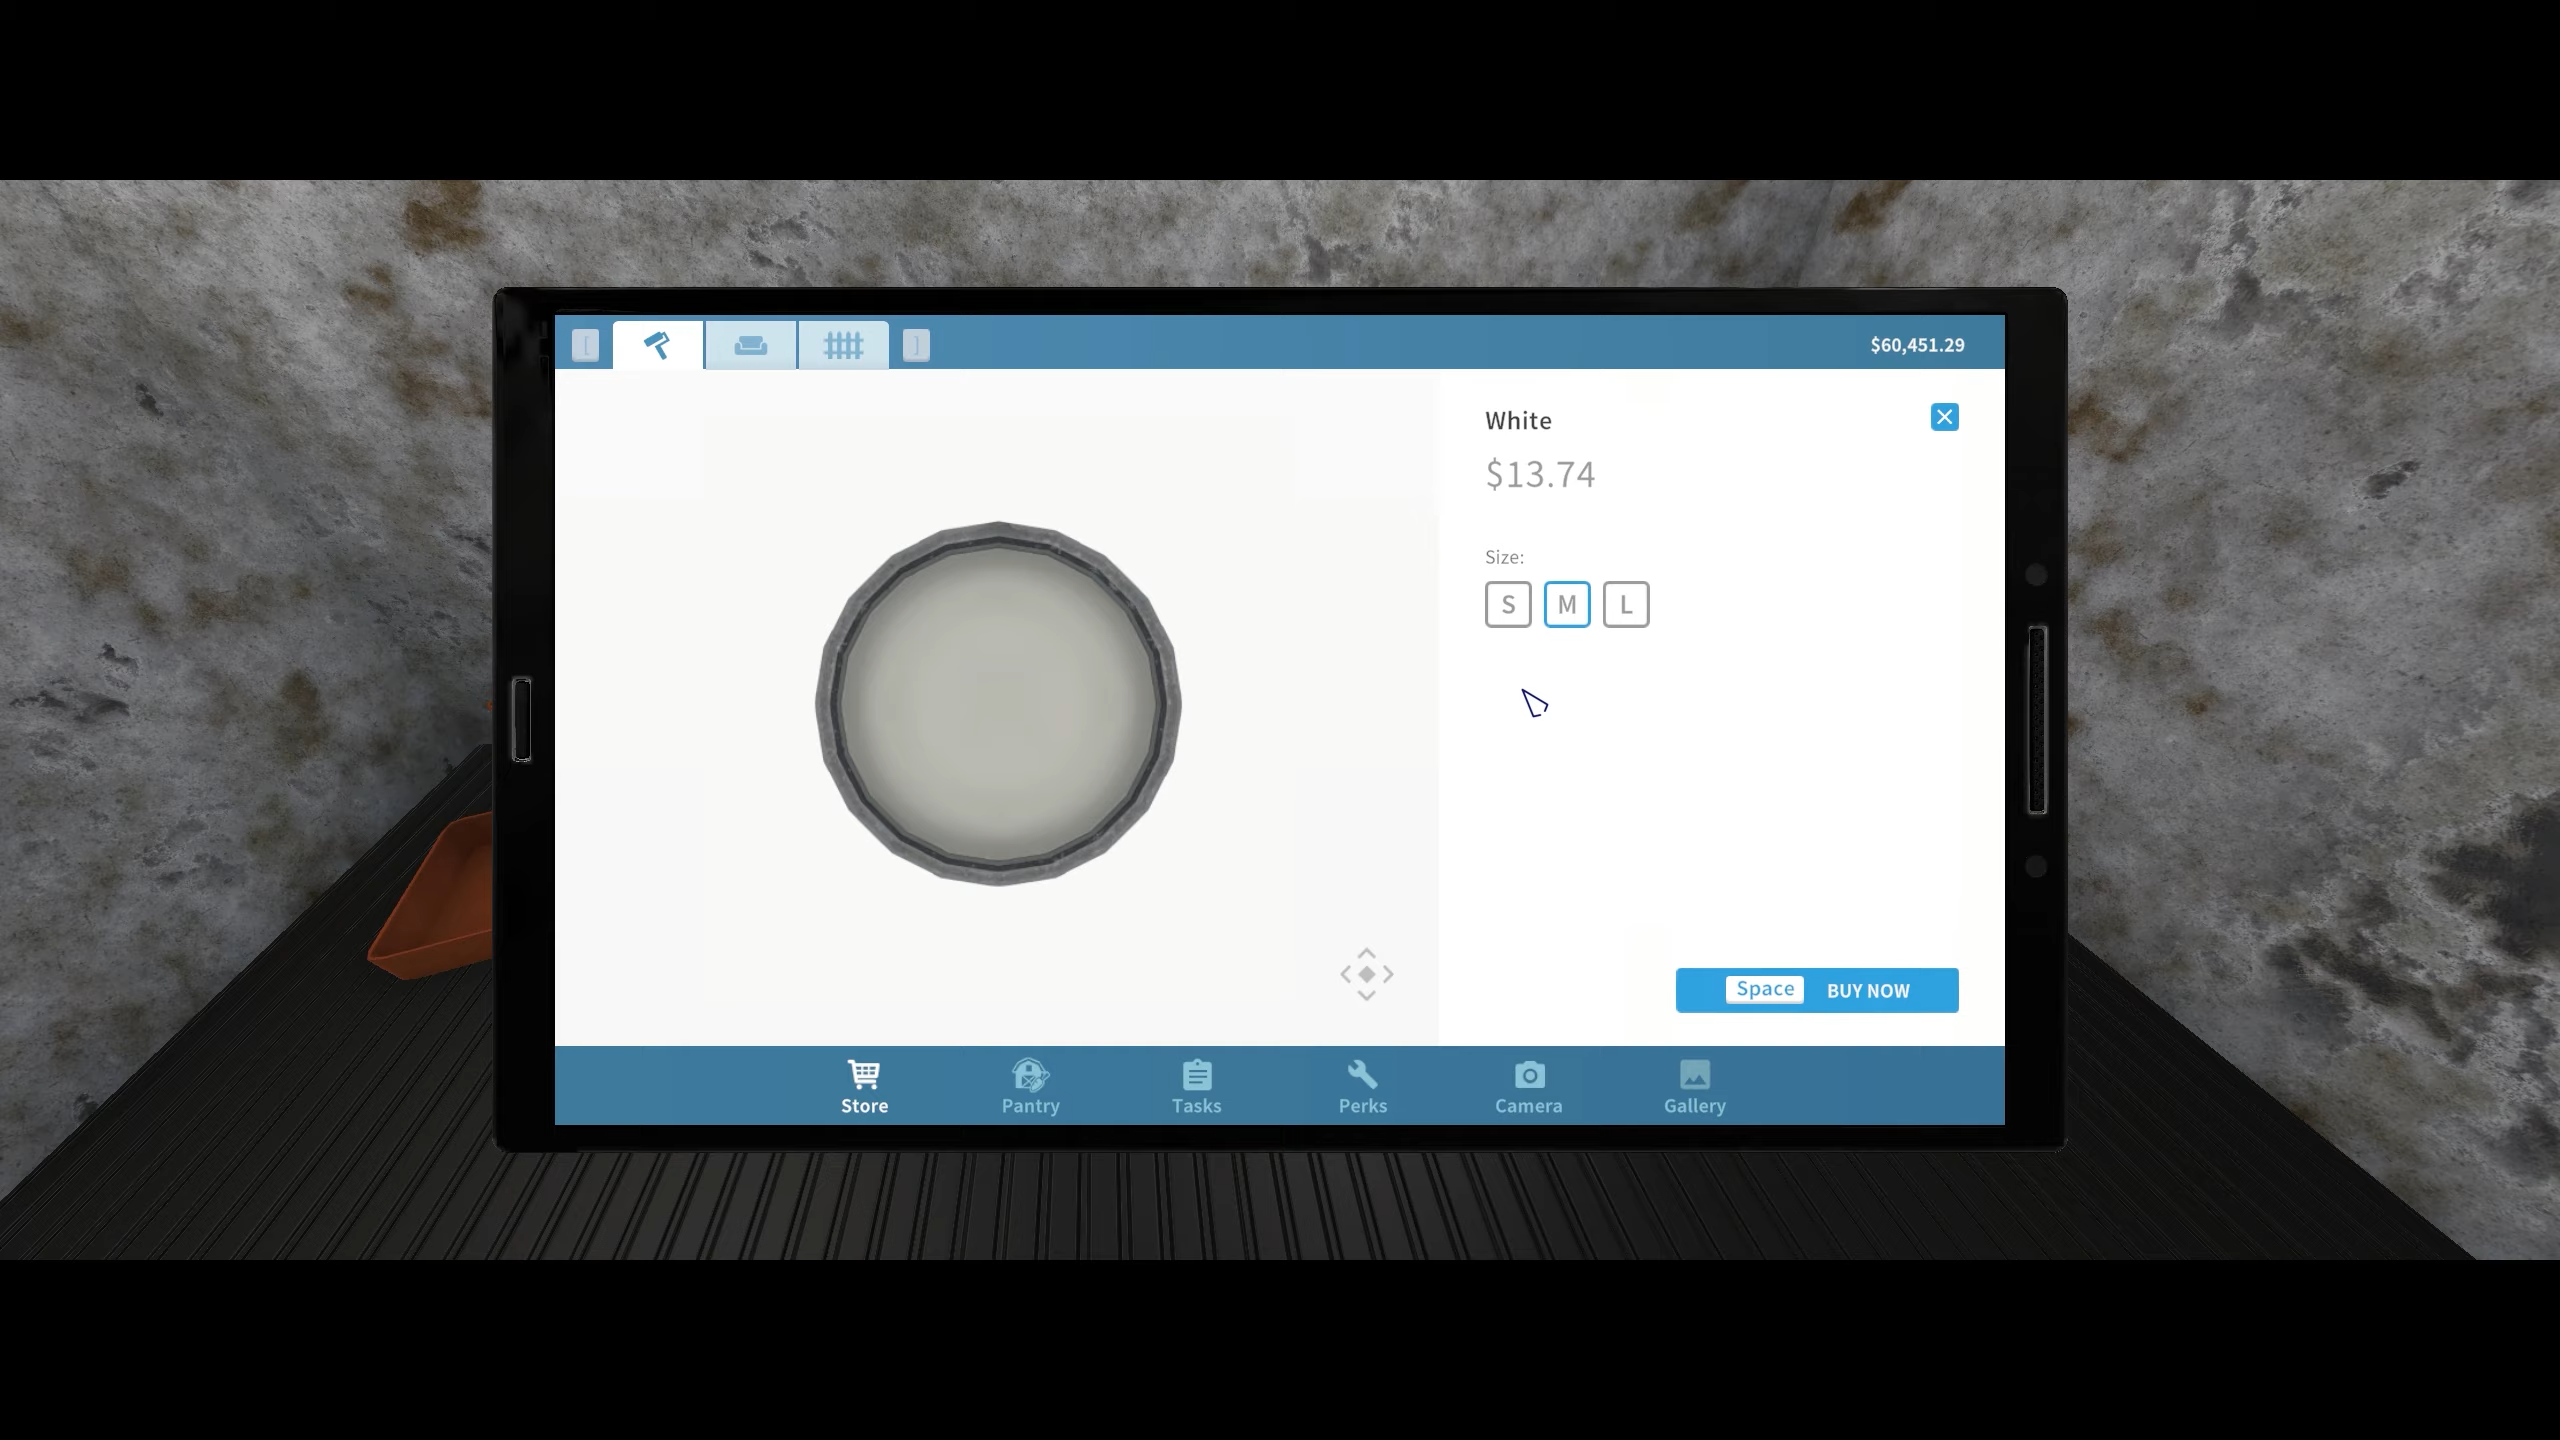 [
]
$60,451.29
White
$13.74
Size:
S M L
Space BUY NOW
Store Pantry Tasks Perks Camera Gallery